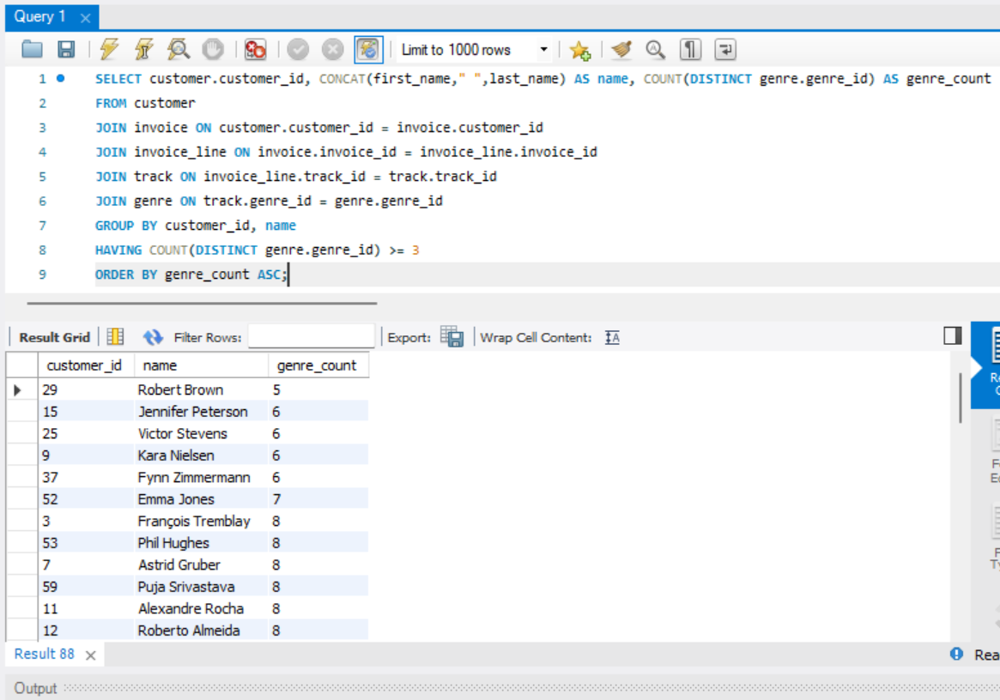 Query 1
Limit to 1000 rows
1 SELECT customer.customer_id, CONCAT(first_name," ",last_name) AS name, COUNT(DISTINCT genre.genre_id) AS genre_count
2 FROM customer
3 JOIN invoice ON customer.customer_id = invoice.customer_id
4 JOIN invoice_line ON invoice.invoice_id = invoice_line.invoice_id
5 JOIN track ON invoice_line.track_id = track.track_id
6 JOIN genre ON track.genre_id = genre.genre_id
7 GROUP BY customer_id, name
8 HAVING COUNT(DISTINCT genre.genre_id) >= 3
9 ORDER BY genre_count ASC;
Result Grid Filter Rows: Export: Wrap Cell Content: IA
customer_id name genre_count
29 Robert Brown 5
15 Jennifer Peterson 6
25 Victor Stevens 6
9 Kara Nielsen 6
37 Fynn Zimmermann 6
52 Emma Jones 7
3 François Tremblay 8
53 Phil Hughes 8
7 Astrid Gruber 8
59 Puja Srivastava 8
11 Alexandre Rocha 8
12 Roberto Almeida 8
Result 88
Rea
Output